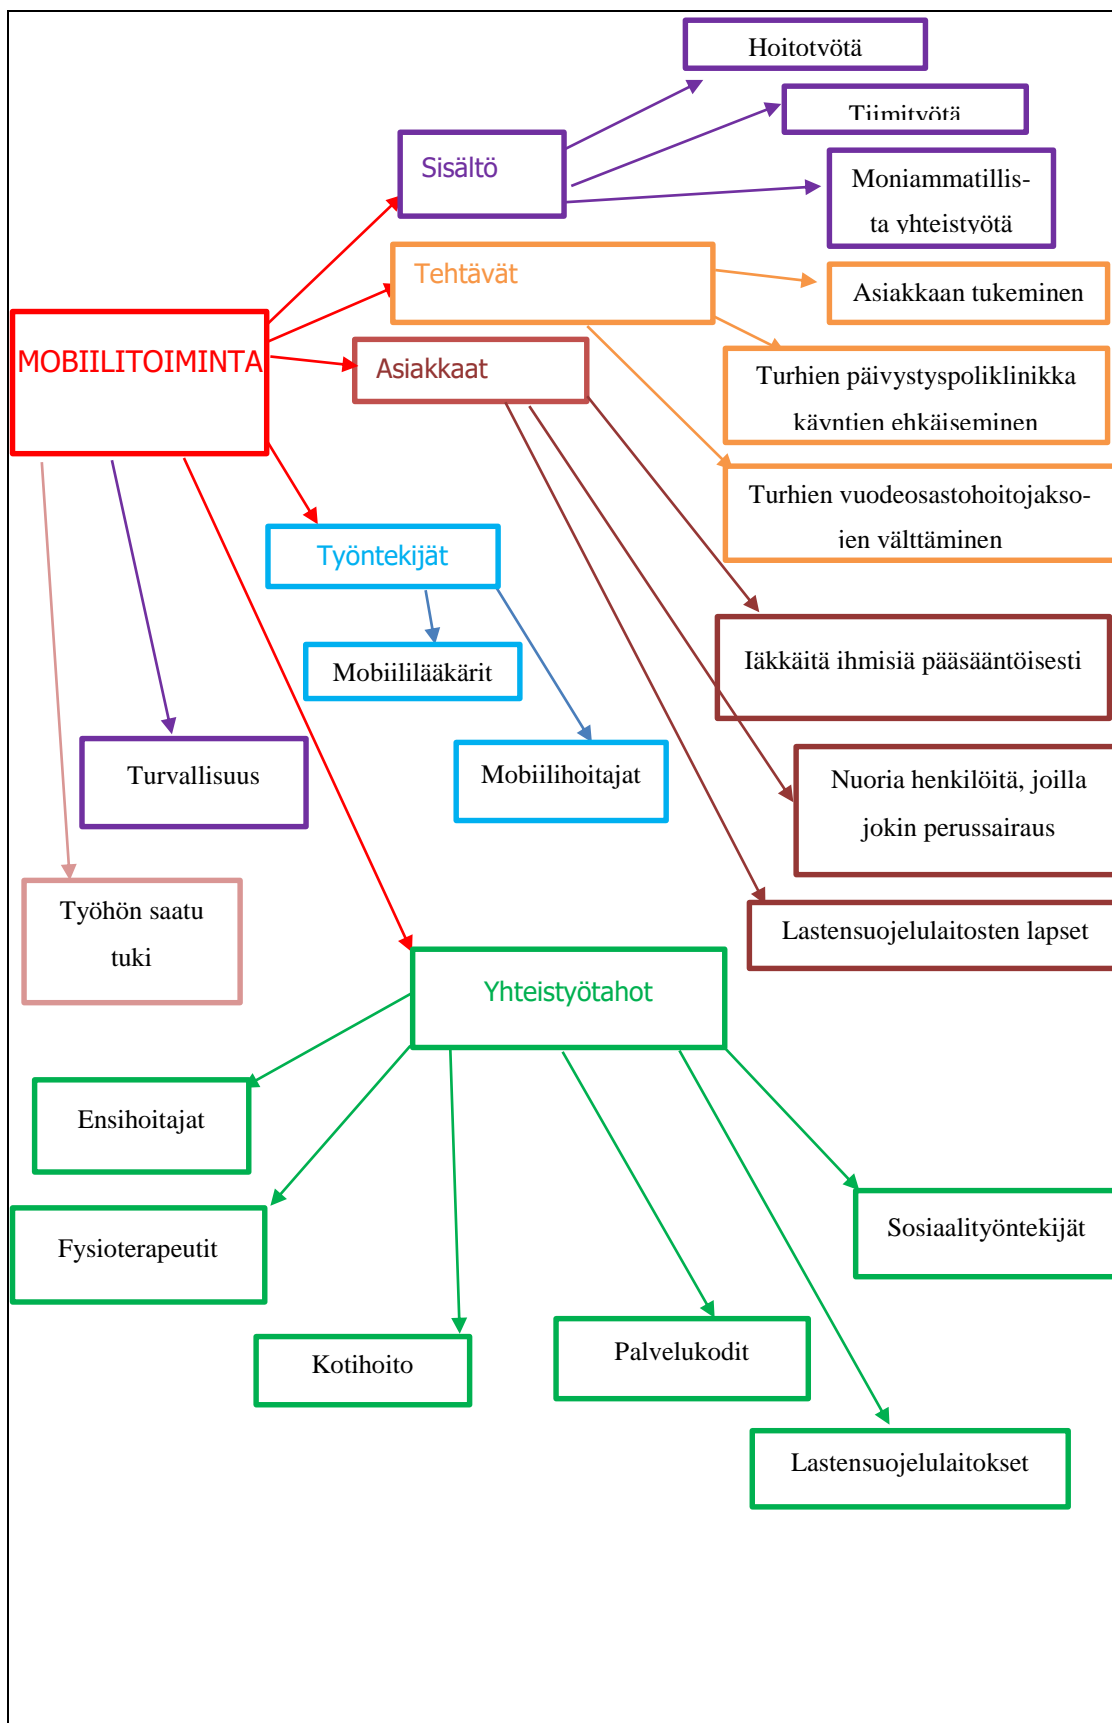 Hoitotyötä
Tiimityötä
Sisältö
Moniammatillis-
ta yhteistyötä
Tehtävät
Asiakkaan tukeminen
MOBIILITOIMINTA
Asiakkaat
Turhien päivystyspoliklinikka
käyntien ehkäiseminen
Turhien vuodeosastohoitojakso-
jen välttäminen
Työntekijät
Mobiililääkärit
Iäkkäitä ihmisiä pääsääntöisesti
Turvallisuus
Mobiilihoitajat
Nuoria henkilöitä, joilla
jokin perussairaus
Työhön saatu
tuki
Lastensuojelulaitosten lapset
Yhteistyötahot
Ensihoitajat
Fysioterapeutit
Sosiaalityöntekijät
Kotihoito
Palvelukodit
Lastensuojelulaitokset